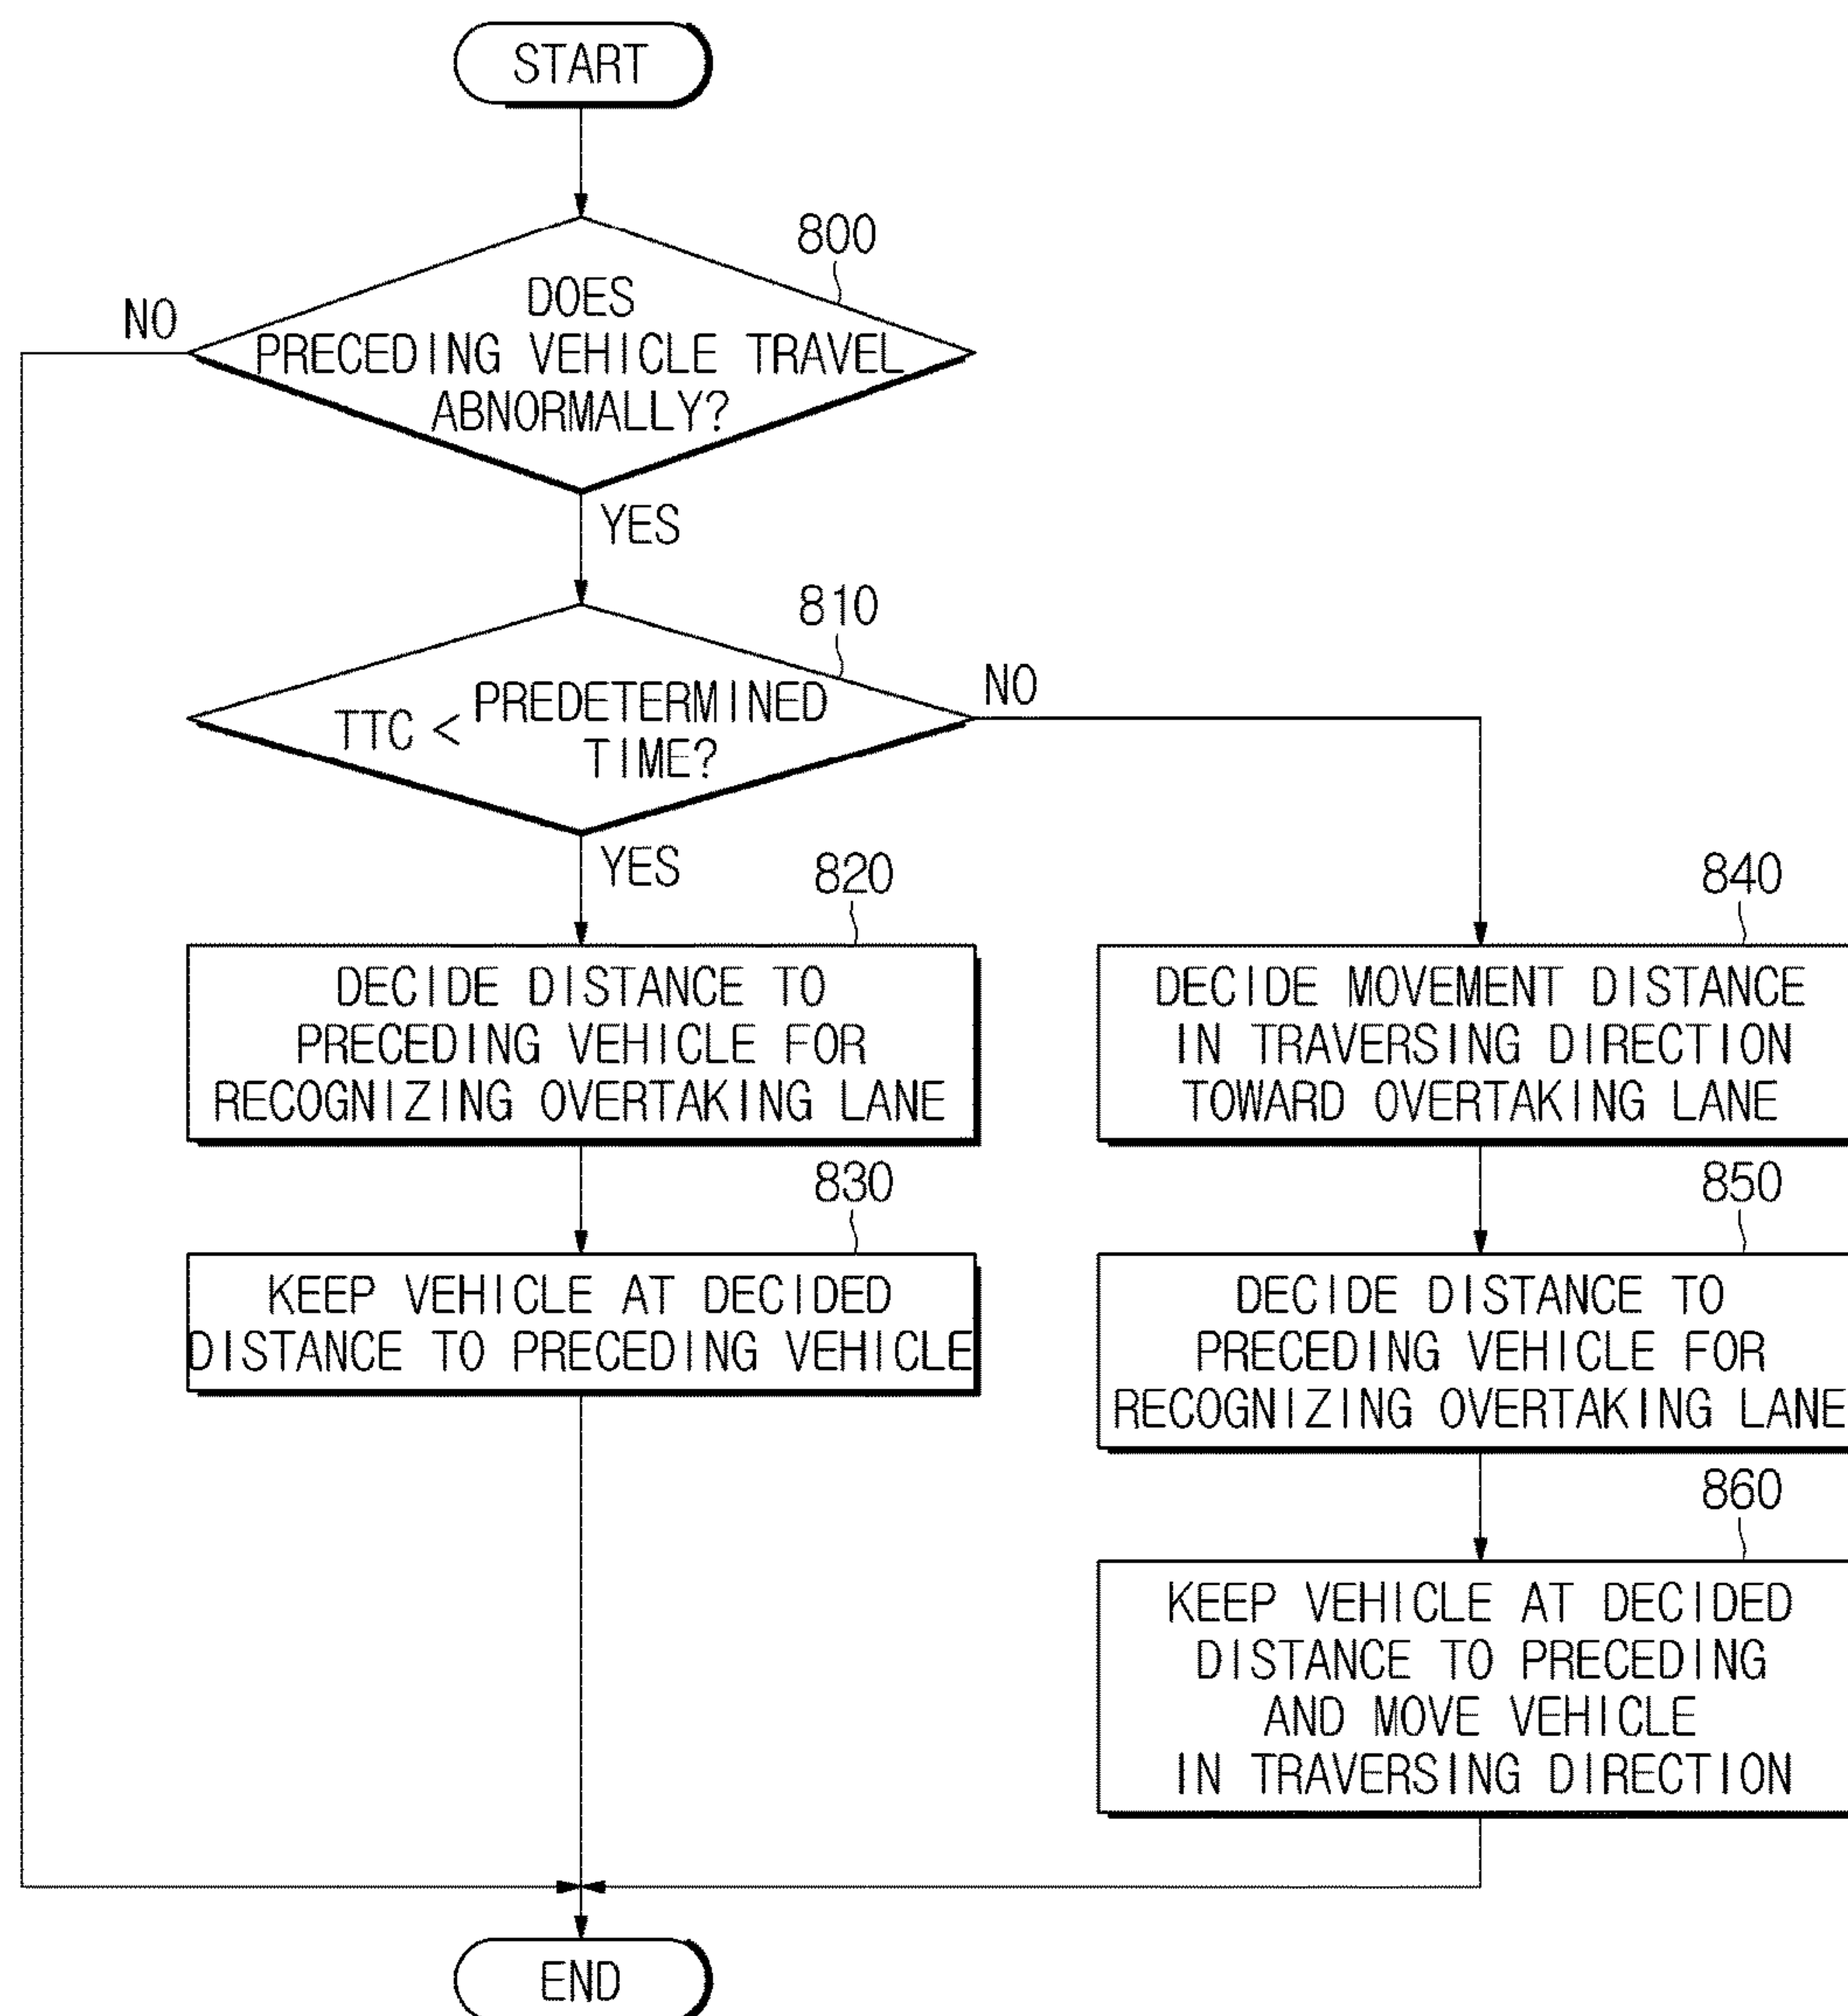 START
800
NO
DOES
PRECEDING VEHICLE TRAVEL
ABNORMALLY?
YES
810
NO
TTC < PREDETERMINED
TIME?
YES
820
DECIDE DISTANCE TO
PRECEDING VEHICLE FOR
RECOGNIZING OVERTAKING LANE
830
KEEP VEHICLE AT DECIDED
DISTANCE TO PRECEDING VEHICLE
840
DECIDE MOVEMENT DISTANCE
IN TRAVERSING DIRECTION
TOWARD OVERTAKING LANE
850
DECIDE DISTANCE TO
PRECEDING VEHICLE FOR
RECOGNIZING OVERTAKING LANE
860
KEEP VEHICLE AT DECIDED
DISTANCE TO PRECEDING
AND MOVE VEHICLE
IN TRAVERSING DIRECTION
END